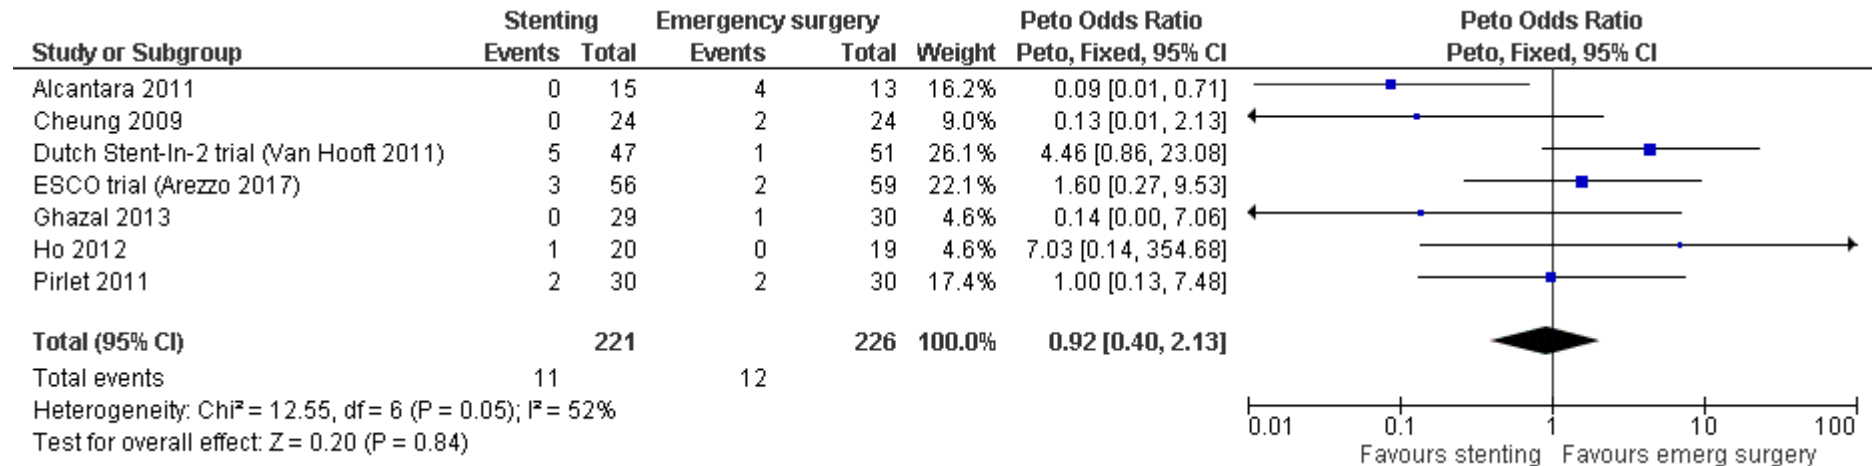 Stenting Emergency surgery Peto Odds Ratio Peto Odds Ratio
Study or Subgroup Events Total Events Total Weight Peto, Fixed, 95% CI Peto, Fixed, 95% CI
Alcantara 2011 0 15 4 13 16.2% 0.09 [0.01, 0.71]
Cheung 2009 0 24 2 24 9.0% 0.13 [0.01, 2.13]
Dutch Stent-In-2 trial (Van Hooft 2011) 5 47 1 51 26.1% 4.46 [0.86, 23.08]
ESCO trial (Arezzo 2017) 3 56 2 59 22.1% 1.60 [0.27, 9.53]
Ghazal 2013 0 29 1 30 4.6% 0.14 [0.00, 7.06]
Ho 2012 1 20 0 19 4.6% 7.03 [0.14, 354.68]
Pirlet 2011 2 30 2 30 17.4% 1.00 [0.13, 7.48]
Total (95% CI) 221 226 100.0% 0.92 [0.40, 2.13]
Total events 11 12
Heterogeneity: Chi² = 12.55, df = 6 (P = 0.05); I² = 52%
Test for overall effect: Z = 0.20 (P = 0.84)
0.01 0.1 1 10 100
Favours stenting Favours emerg surgery